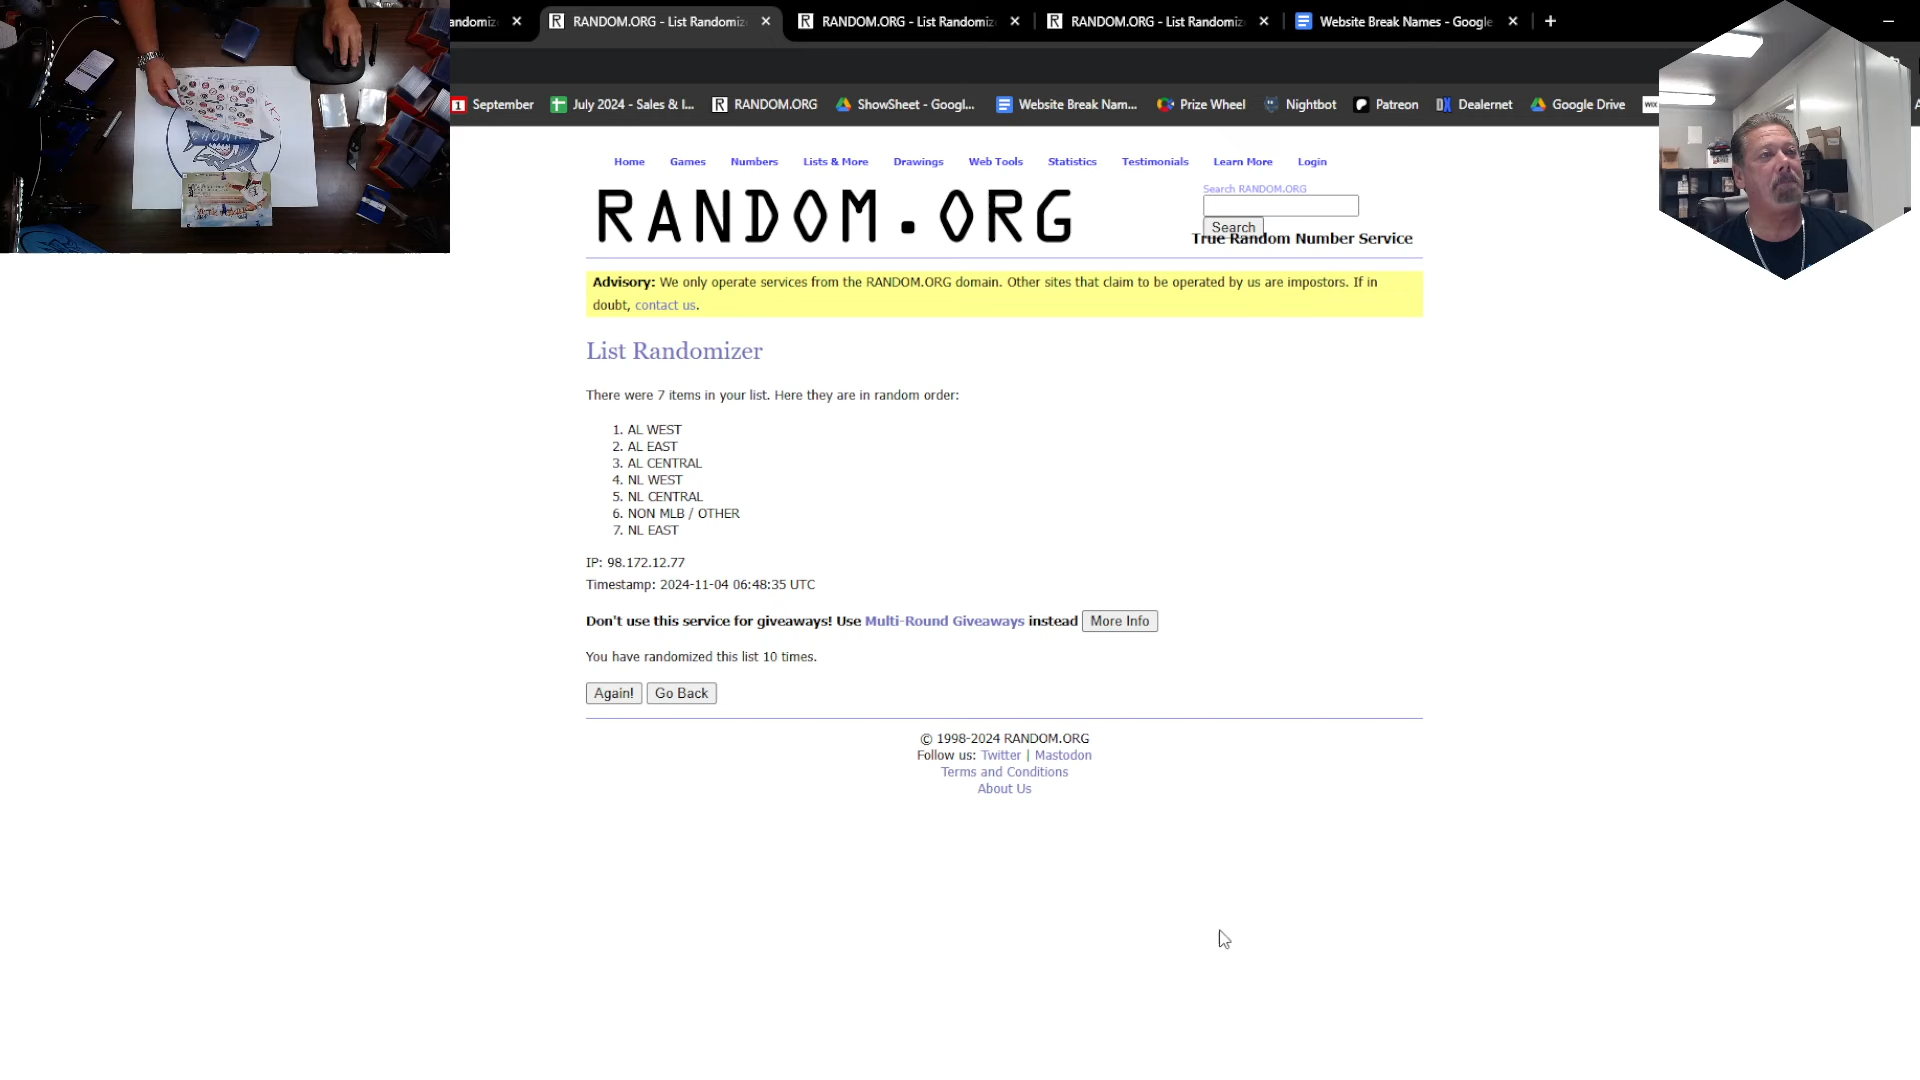 andomiz
RANDOM.ORG - List Randomiz
RANDOM.ORG - List Randomiz
RANDOM.ORG - List Randomiz
Website Break Names - Google
1 September
July 2024 - Sales & I...
RANDOM.ORG
ShowSheet - Googl...
Website Break Nam...
Prize Wheel
Nightbot
Patreon
Dealernet
Google Drive
WIX
Home Games Numbers Lists & More Drawings Web Tools Statistics Testimonials Learn More Login
RANDOM.ORG
Search RANDOM.ORG
Search
True Random Number Service
Advisory: We only operate services from the RANDOM.ORG domain. Other sites that claim to be operated by us are impostors. If in
doubt, contact us.
List Randomizer
There were 7 items in your list. Here they are in random order:
1. AL WEST
2. AL EAST
3. AL CENTRAL
4. NL WEST
5. NL CENTRAL
6. NON MLB / OTHER
7. NL EAST
IP: 98.172.12.77
Timestamp: 2024-11-04 06:48:35 UTC
Don't use this service for giveaways! Use Multi-Round Giveaways instead More Info
You have randomized this list 10 times.
Again! Go Back
© 1998-2024 RANDOM.ORG
Follow us: Twitter | Mastodon
Terms and Conditions
About Us